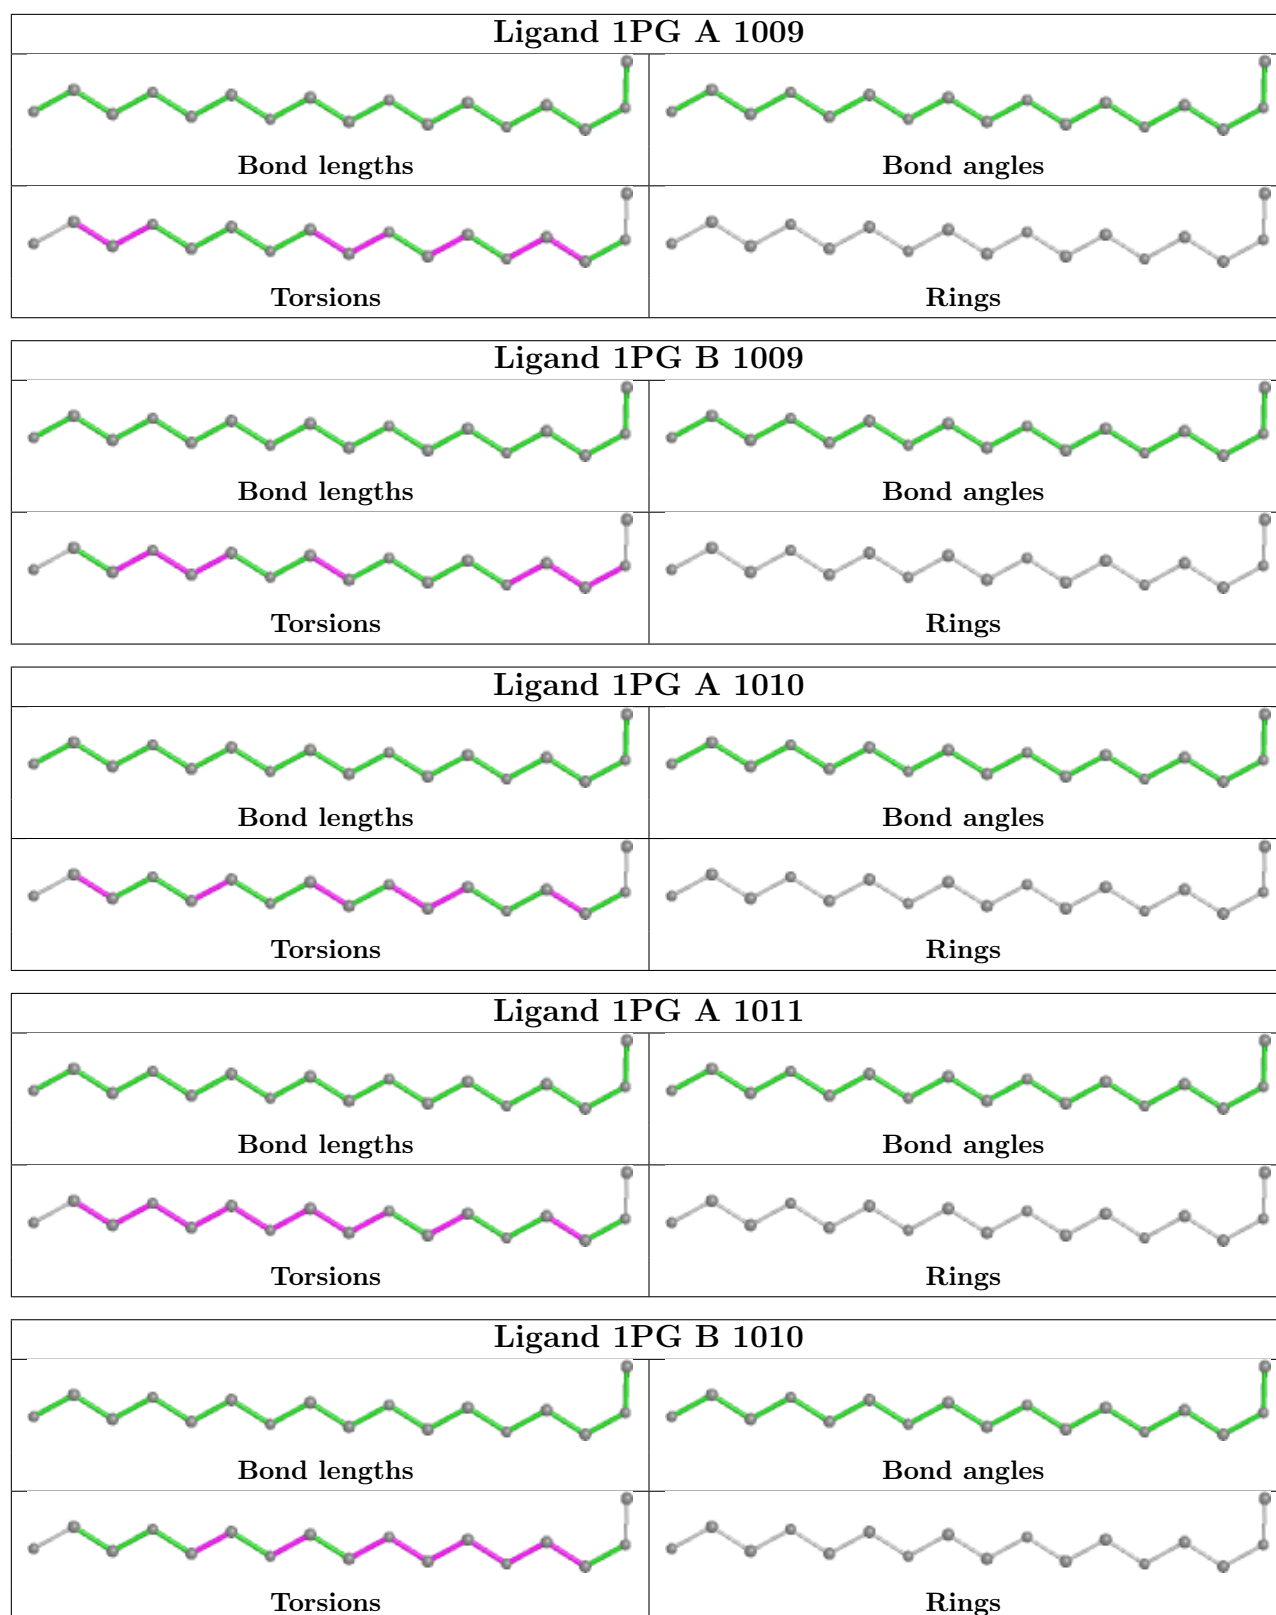 Ligand 1PG A 1009
Bond lengths
Bond angles
Torsions
Rings
Ligand 1PG B 1009
Bond lengths
Bond angles
Torsions
Rings
Ligand 1PG A 1010
Bond lengths
Bond angles
Torsions
Rings
Ligand 1PG A 1011
Bond lengths
Bond angles
Torsions
Rings
Ligand 1PG B 1010
Bond lengths
Bond angles
Torsions
Rings